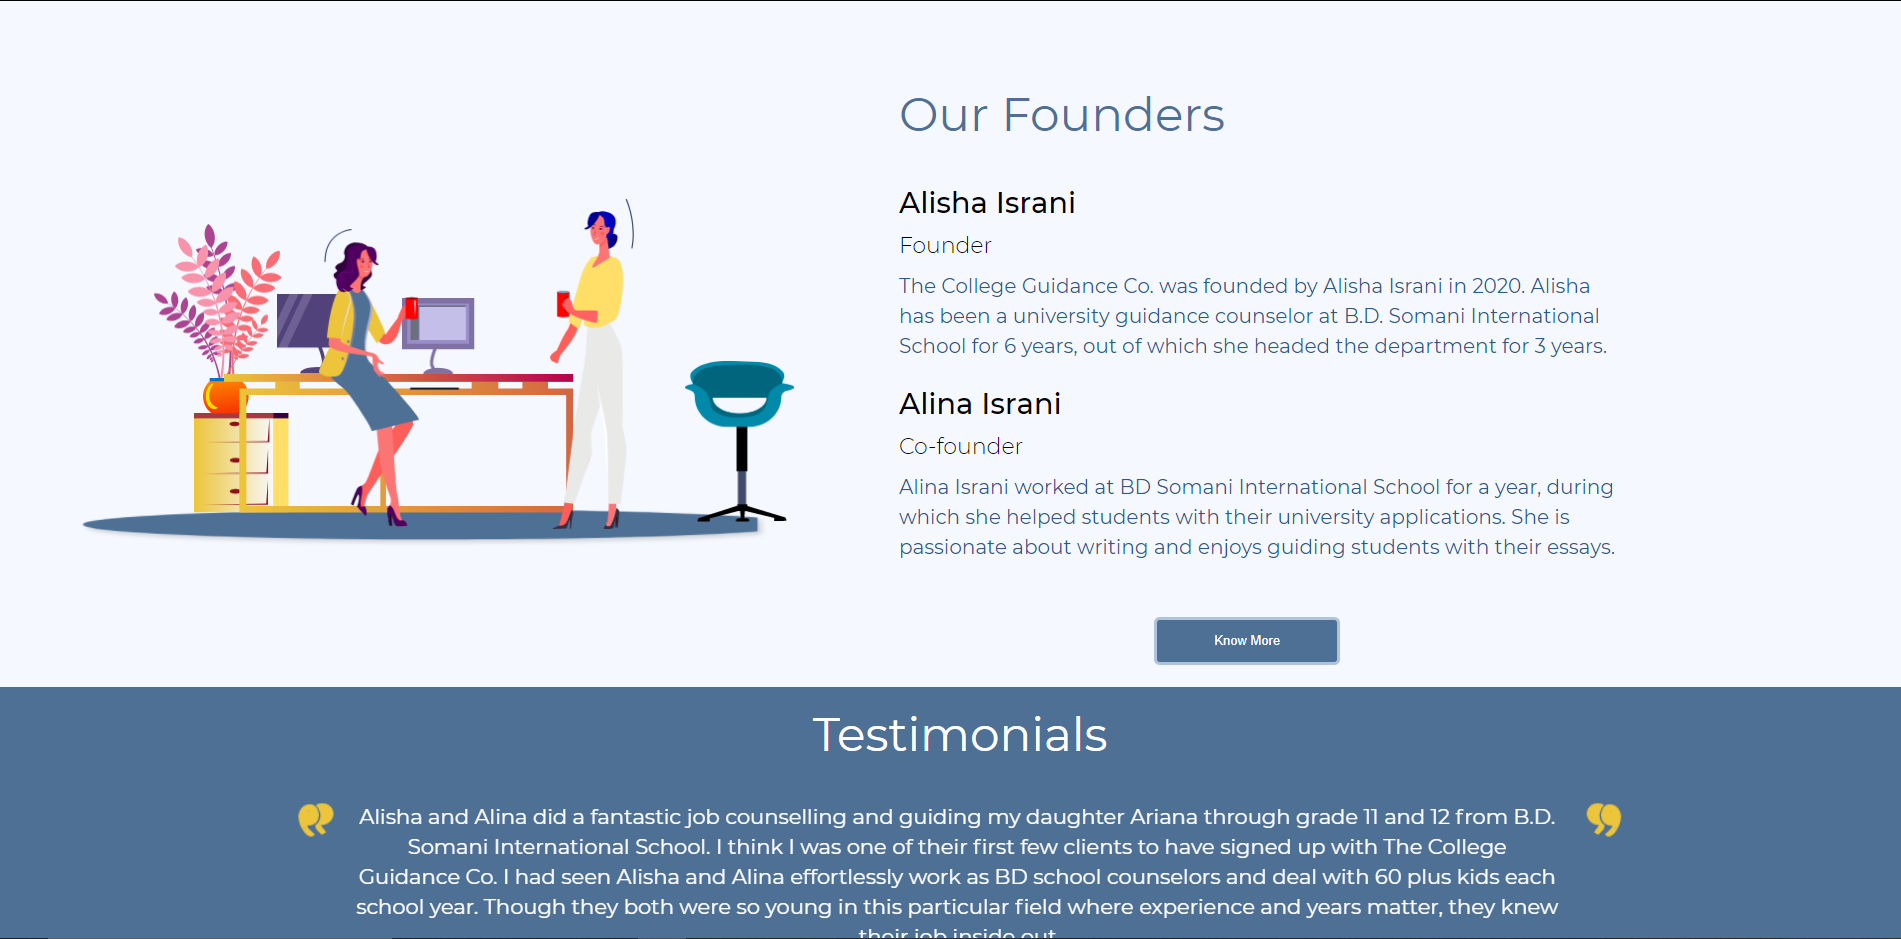 Our Founders
Alisha Israni
Founder
The College Guidance Co. was founded by Alisha Israni in 2020. Alisha
has been a university guidance counselor at B.D. Somani International
School for 6 years, out of which she headed the department for 3 years.
Alina Israni
Co-founder
Alina Israni worked at BD Somani International School for a year, during
which she helped students with their university applications. She is
passionate about writing and enjoys guiding students with their essays.
Know More
Testimonials
Alisha and Alina did a fantastic job counselling and guiding my daughter Ariana through grade 11 and 12 from B.D.
Somani International School. I think I was one of their first few clients to have signed up with The College
Guidance Co. I had seen Alisha and Alina effortlessly work as BD school counselors and deal with 60 plus kids each
school year. Though they both were so young in this particular field where experience and years matter, they knew
their job inside out